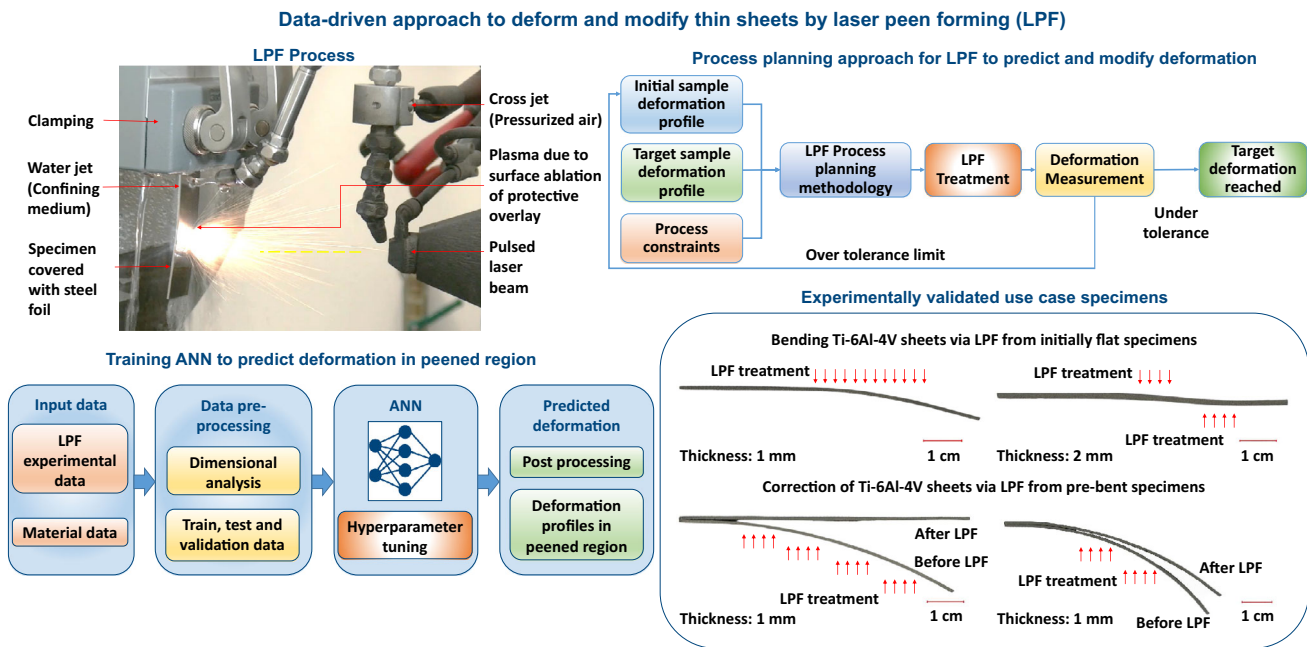 Data-driven approach to deform and modify thin sheets by laser peen forming (LPF)
LPF Process
Clamping
Water jet
(Confining
medium)
Specimen
covered
with steel
foil
Cross jet
(Pressurized air)
Plasma due to
surface ablation
of protective
overlay
Pulsed
laser
beam
Process planning approach for LPF to predict and modify deformation
Initial sample
deformation
profile
Target sample
deformation
profile
Process
constraints
LPF Process
planning
methodology
LPF
Treatment
Deformation
Measurement
Target
deformation
reached
Under
tolerance
Over tolerance limit
Training ANN to predict deformation in peened region
Input data
LPF
experimental
data
Material data
Data pre-
processing
Dimensional
analysis
Train, test and
validation data
ANN
Hyperparameter
tuning
Predicted
deformation
Post processing
Deformation
profiles in
peened region
Experimentally validated use case specimens
Bending Ti-6Al-4V sheets via LPF from initially flat specimens
LPF treatment
Thickness: 1 mm
1 cm
LPF treatment
LPF treatment
Thickness: 2 mm
1 cm
Correction of Ti-6Al-4V sheets via LPF from pre-bent specimens
After LPF
Before LPF
LPF treatment
Thickness: 1 mm
1 cm
LPF treatment
After LPF
Thickness: 1 mm
Before LPF
1 cm